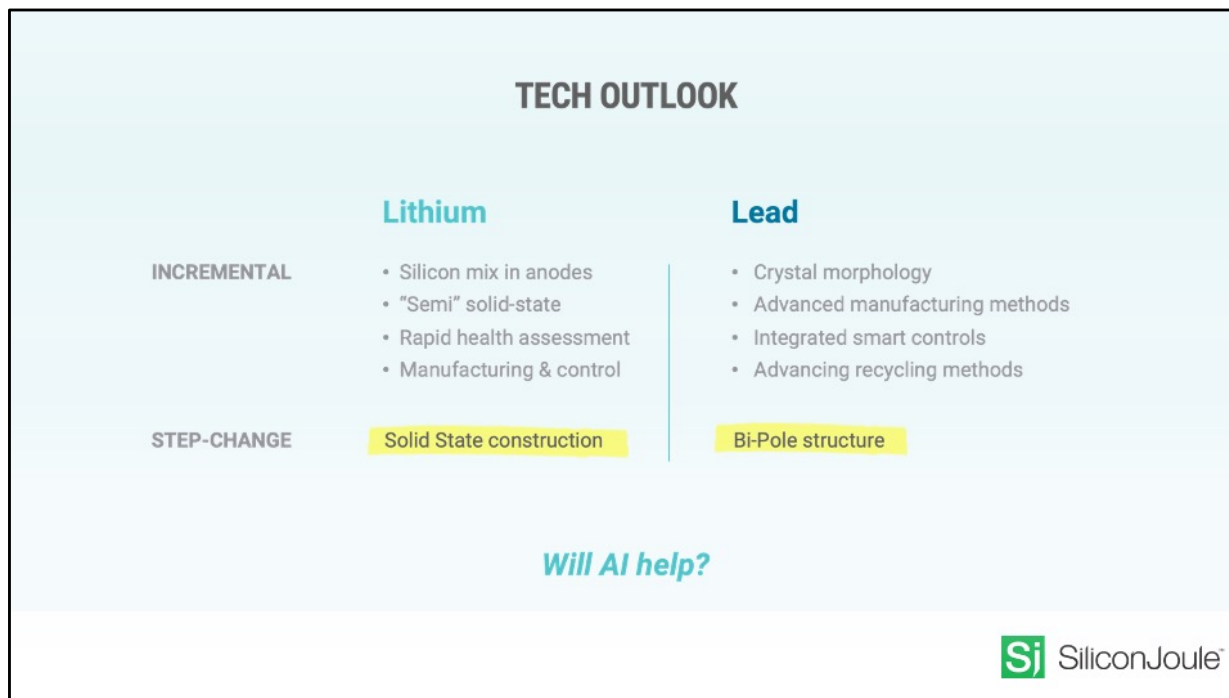 TECH OUTLOOK
Lithium
Lead
INCREMENTAL
• Silicon mix in anodes
• “Semi” solid-state
• Rapid health assessment
• Manufacturing & control
• Crystal morphology
• Advanced manufacturing methods
• Integrated smart controls
• Advancing recycling methods
STEP-CHANGE
Solid State construction
Bi-Pole structure
Will AI help?
Sj SiliconJoule™